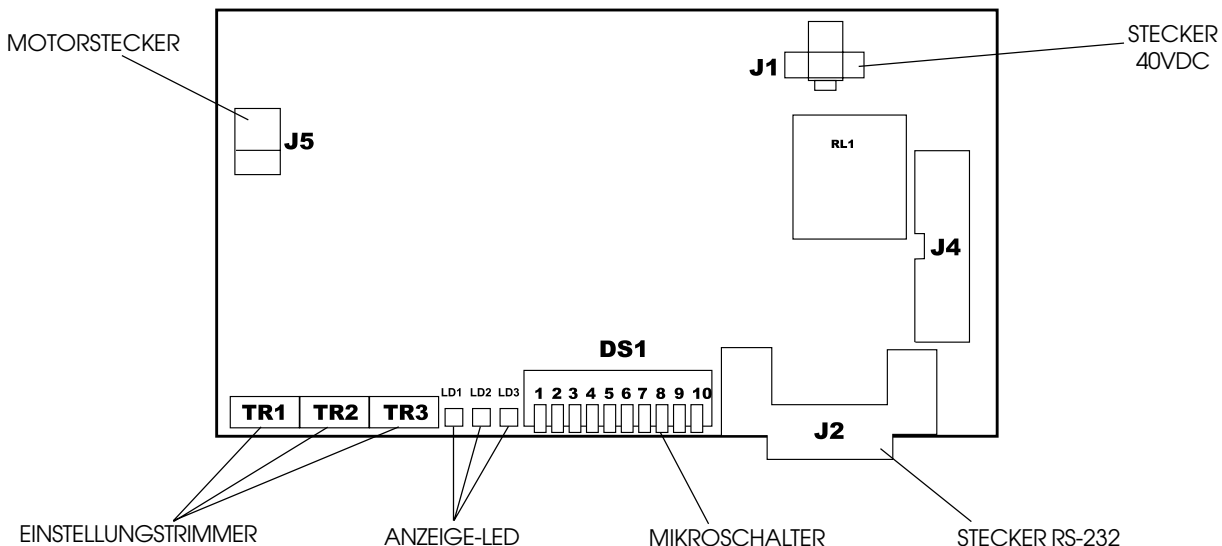 MOTORSTECKER
STECKER
40VDC
J1
J5
RL1
J4
DS1
LD1 LD2 LD3
1 2 3 4 5 6 7 8 9 10
TR1 TR2 TR3
J2
EINSTELLUNGSTRIMMER
ANZEIGE-LED
MIKROSCHALTER
STECKER RS-232